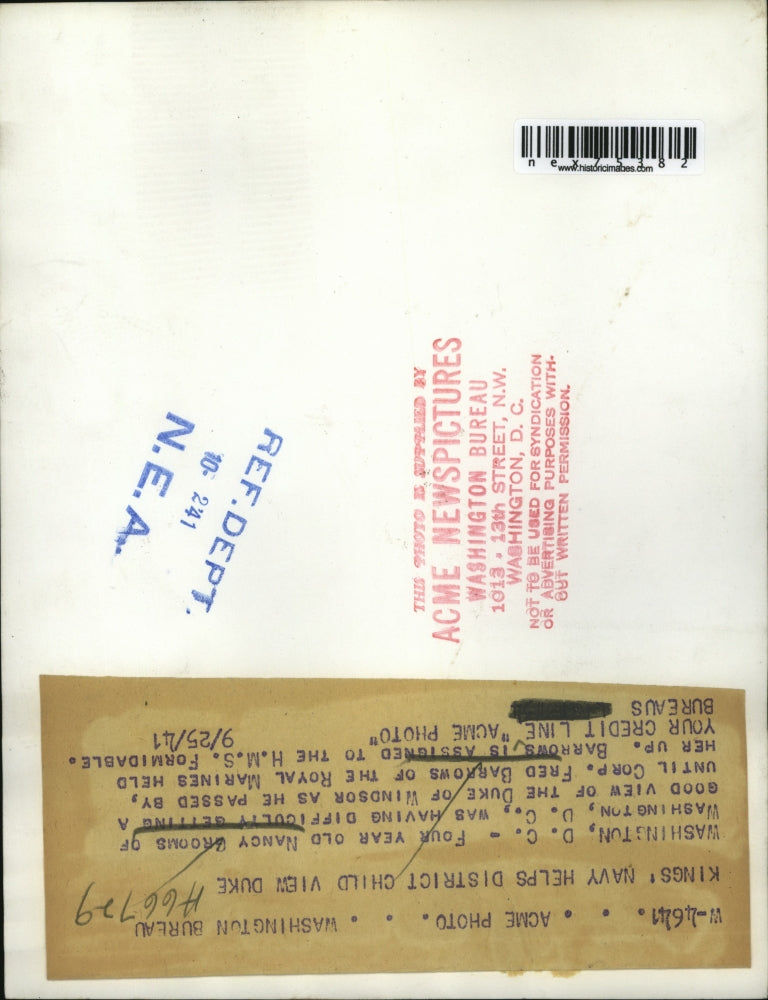 nex75382
www.historicimages.com
THIS PHOTO IS SUPPLIED BY
ACME NEWSPICTURES
WASHINGTON BUREAU
1013 - 13th STREET, N.W.
WASHINGTON, D. C.
NOT TO BE USED FOR SYNDICATION
OR ADVERTISING PURPOSES WITH-
OUT WRITTEN PERMISSION.
REF. DEPT.
10- 241
N.E.A.
W-4641. . . ACME PHOTO. . . . WASHINGTON BUREAU
#66729
KINGS' NAVY HELPS DISTRICT CHILD VIEW DUKE
WASHINGTON, D. C. - FOUR YEAR OLD NANCY GROOMS OF
WASHINGTON, D. C., WAS HAVING DIFFICULTY GETTING A
GOOD VIEW OF THE DUKE OF WINDSOR AS HE PASSED BY,
UNTIL CORP. FRED BARROWS OF THE ROYAL MARINES HELD
HER UP. BARROWS IS ASSIGNED TO THE H.M.S. FORMIDABLE.
YOUR CREDIT LINE "ACME PHOTO" 9/25/41
BUREAUS